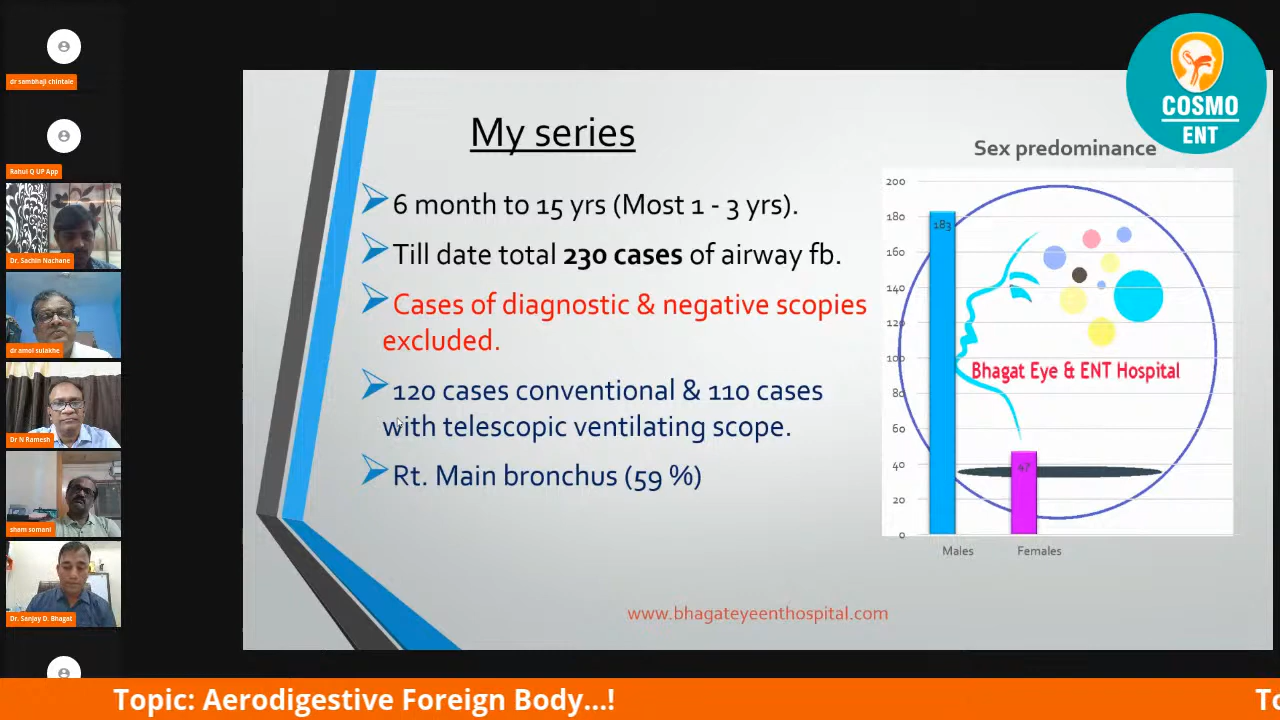 dr sambhaji chintale
Rahul Q UP App
Dr. Sachin Nachane
dr amol sulakhe
Dr N Ramesh
sham somani
Dr. Sanjay D. Bhagat
My series
6 month to 15 yrs (Most 1 - 3 yrs).
Till date total 230 cases of airway fb.
Cases of diagnostic & negative scopies
excluded.
120 cases conventional & 110 cases
with telescopic ventilating scope.
Rt. Main bronchus (59 %)
www.bhagateyeenthospital.com
COSMO
ENT
Sex predominance
200
180
160
140
120
100
80
60
40
20
0
183
47
Bhagat Eye & ENT Hospital
Males
Females
Topic: Aerodigestive Foreign Body...!
To